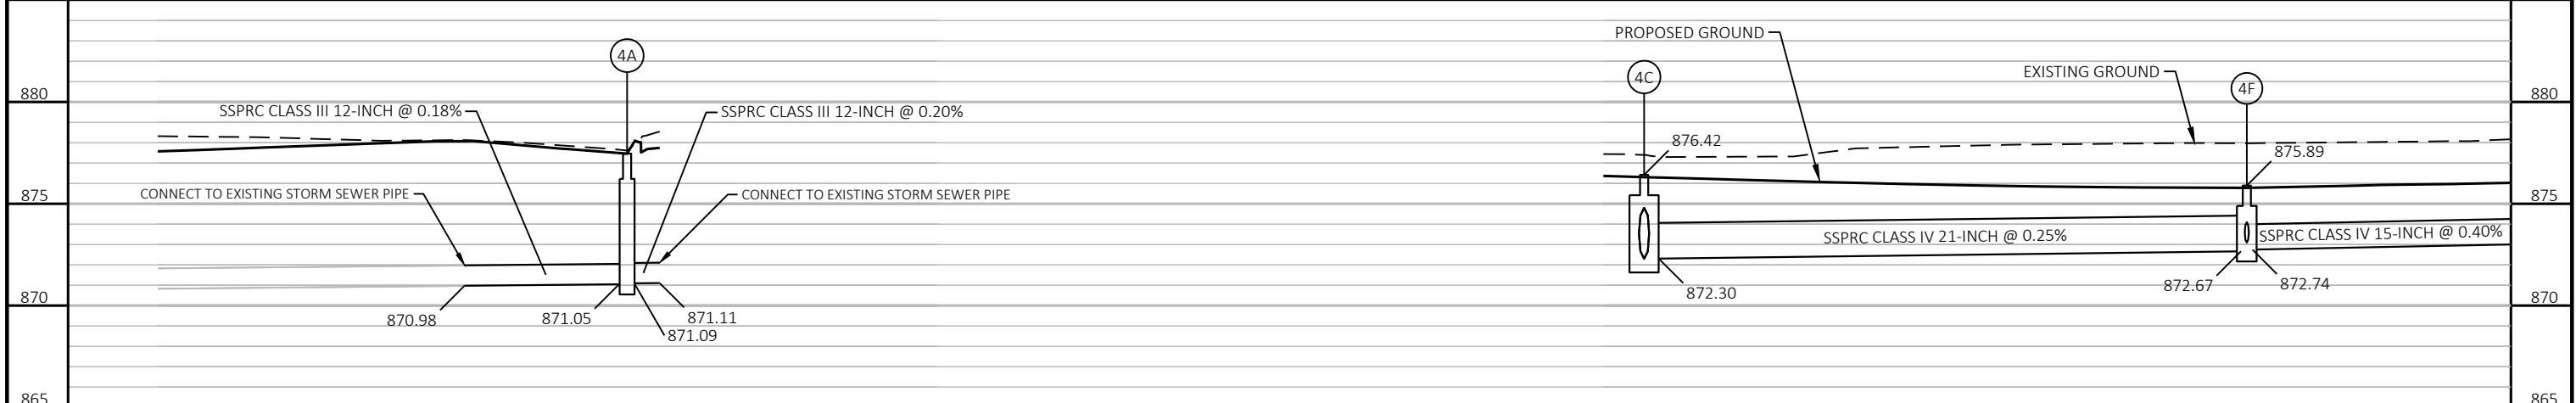 PROPOSED GROUND
4A
EXISTING GROUND
4C
4F
880
880
SSPRC CLASS III 12-INCH @ 0.18%
SSPRC CLASS III 12-INCH @ 0.20%
876.42
875.89
CONNECT TO EXISTING STORM SEWER PIPE
CONNECT TO EXISTING STORM SEWER PIPE
875
875
SSPRC CLASS IV 21-INCH @ 0.25%
SSPRC CLASS IV 15-INCH @ 0.40%
872.67
872.74
872.30
870
870
870.98
871.05
871.11
871.09
865
865